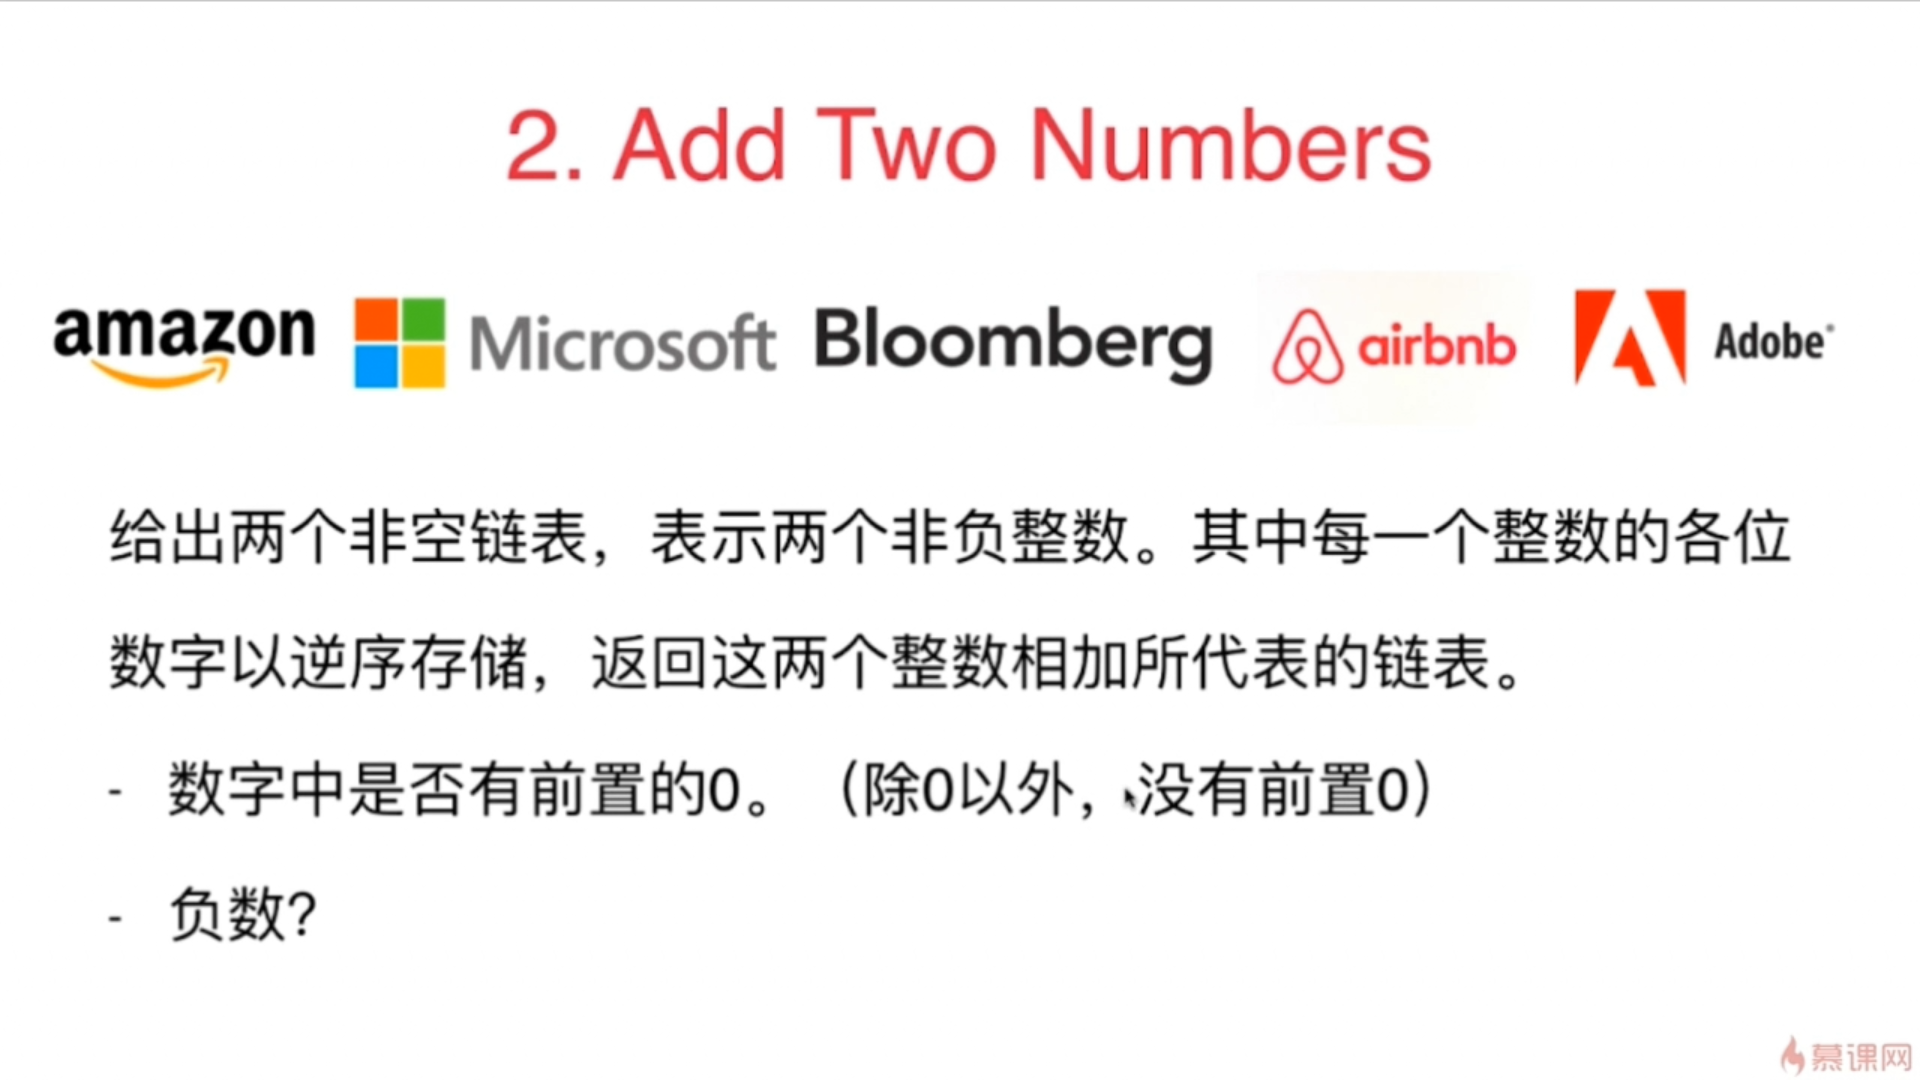 2. Add Two Numbers
amazon Microsoft Bloomberg airbnb Adobe
给出两个非空链表，表示两个非负整数。其中每一个整数的各位
数字以逆序存储，返回这两个整数相加所代表的链表。
- 数字中是否有前置的0。（除0以外，没有前置0）
- 负数？
慕课网